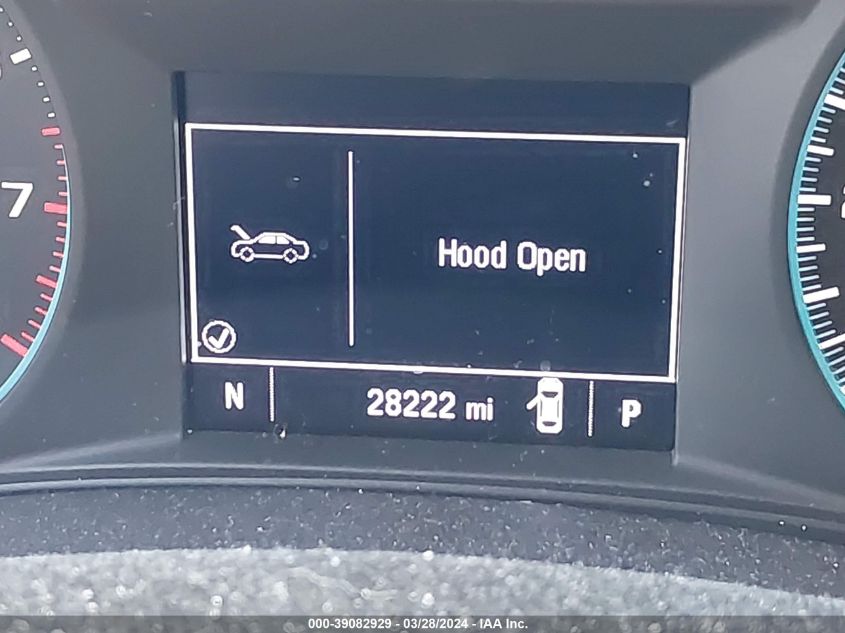 7
Hood Open
N 28222 mi P
000-39082929 - 03/28/2024 - IAA Inc.